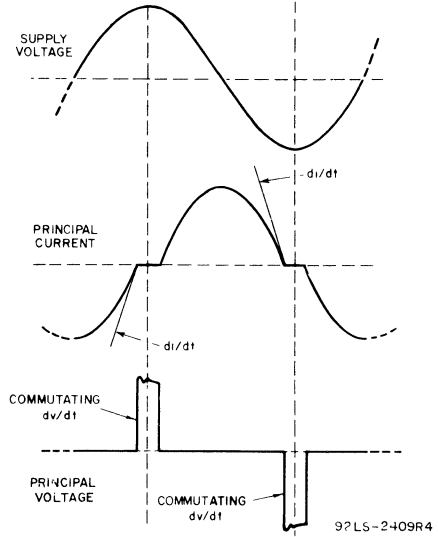 SUPPLY
VOLTAGE
di/dt
PRINCIPAL
CURRENT
di/dt
COMMUTATING
dv/dt
PRINCIPAL
VOLTAGE
COMMUTATING
dv/dt
92LS-2409R4